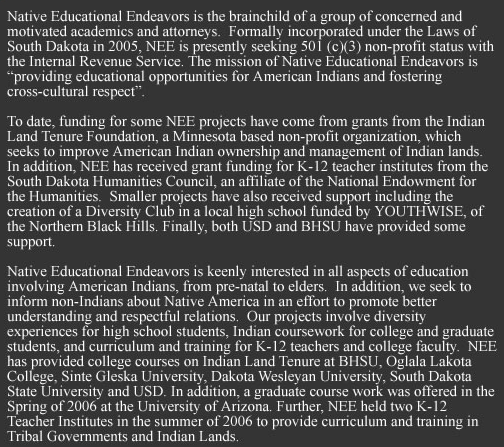 Native Educational Endeavors is the brainchild of a group of concerned and
motivated academics and attorneys.  Formally incorporated under the Laws of
South Dakota in 2005, NEE is presently seeking 501 (c)(3) non-profit status with
the Internal Revenue Service. The mission of Native Educational Endeavors is
“providing educational opportunities for American Indians and fostering
cross-cultural respect”.

To date, funding for some NEE projects have come from grants from the Indian
Land Tenure Foundation, a Minnesota based non-profit organization, which
seeks to improve American Indian ownership and management of Indian lands.
In addition, NEE has received grant funding for K-12 teacher institutes from the
South Dakota Humanities Council, an affiliate of the National Endowment for
the Humanities.  Smaller projects have also received support including the
creation of a Diversity Club in a local high school funded by YOUTHWISE, of
the Northern Black Hills. Finally, both USD and BHSU have provided some
support.

Native Educational Endeavors is keenly interested in all aspects of education
involving American Indians, from pre-natal to elders.  In addition, we seek to
inform non-Indians about Native America in an effort to promote better
understanding and respectful relations.  Our projects involve diversity
experiences for high school students, Indian coursework for college and graduate
students, and curriculum and training for K-12 teachers and college faculty.  NEE
has provided college courses on Indian Land Tenure at BHSU, Oglala Lakota
College, Sinte Gleska University, Dakota Wesleyan University, South Dakota
State University and USD. In addition, a graduate course work was offered in the
Spring of 2006 at the University of Arizona. Further, NEE held two K-12
Teacher Institutes in the summer of 2006 to provide curriculum and training in
Tribal Governments and Indian Lands.